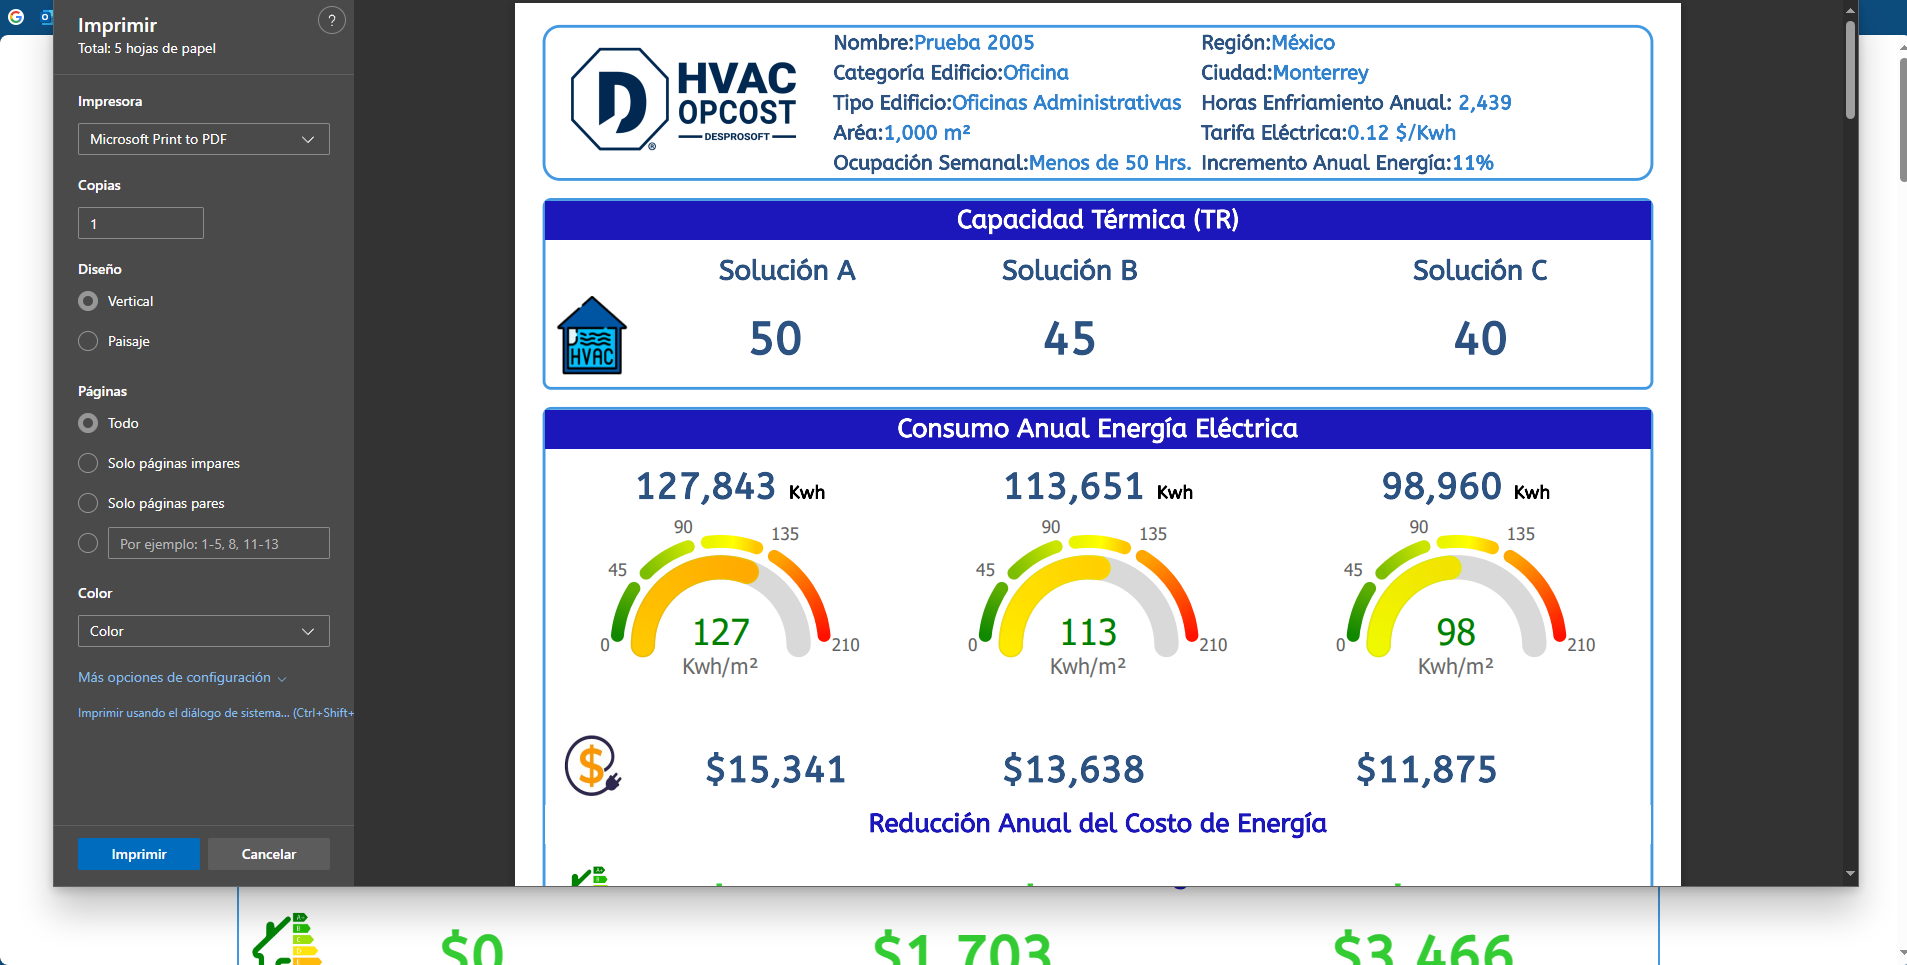 Imprimir
?
Total: 5 hojas de papel
Impresora
Microsoft Print to PDF
Copias
1
Diseño
Vertical
Paisaje
Páginas
Todo
Solo páginas impares
Solo páginas pares
Por ejemplo: 1-5, 8, 11-13
Color
Color
Más opciones de configuración
Imprimir usando el diálogo de sistema... (Ctrl+Shift+
Imprimir
Cancelar
D
HVAC
OPCOST
DESPROSOFT
®
Nombre:Prueba 2005
Categoría Edificio:Oficina
Tipo Edificio:Oficinas Administrativas
Aréa:1,000 m²
Ocupación Semanal:Menos de 50 Hrs.
Región:México
Ciudad:Monterrey
Horas Enfriamiento Anual: 2,439
Tarifa Eléctrica:0.12 $/Kwh
Incremento Anual Energía:11%
Capacidad Térmica (TR)
Solución A
Solución B
Solución C
HVAC
50
45
40
Consumo Anual Energía Eléctrica
127,843 Kwh
113,651 Kwh
98,960 Kwh
0
45
90
135
210
127
Kwh/m²
0
45
90
135
210
113
Kwh/m²
0
45
90
135
210
98
Kwh/m²
$
$15,341
$13,638
$11,875
Reducción Anual del Costo de Energía
$0
$1,703
$3,466